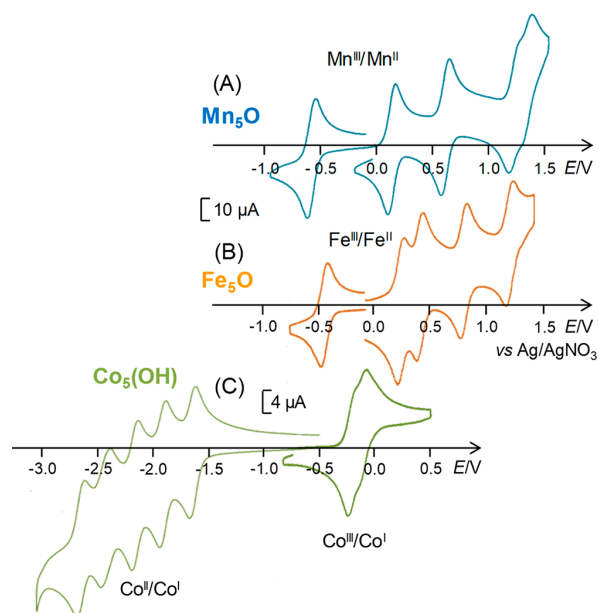 Mnᴵᴵᴵ/Mnᴵᴵ
(A)
Mn₅O
-1.0 -0.5 0.0 0.5 1.0 1.5 E/V
[ 10 µA
Feᴵᴵᴵ/Feᴵᴵ
(B)
Fe₅O
-1.0 -0.5 0.0 0.5 1.0 1.5 E/V
vs Ag/AgNO₃
Co₅(OH)
(C)
[ 4 µA
-3.0 -2.5 -2.0 -1.5 -1.0 -0.5 0.0 0.5 E/V
Coᴵᴵᴵ/Coᴵ
Coᴵᴵ/Coᴵ